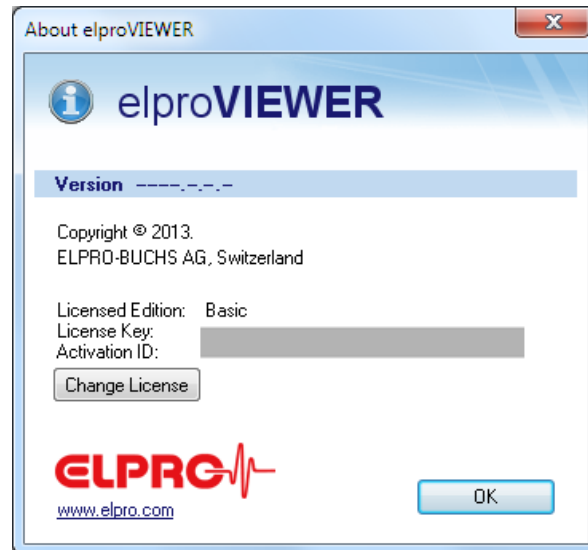 About elproVIEWER
elproVIEWER
Version ----.-.-.-
Copyright © 2013.
ELPRO-BUCHS AG, Switzerland
Licensed Edition: Basic
License Key:
Activation ID:
Change License
ELPRO
www.elpro.com
OK